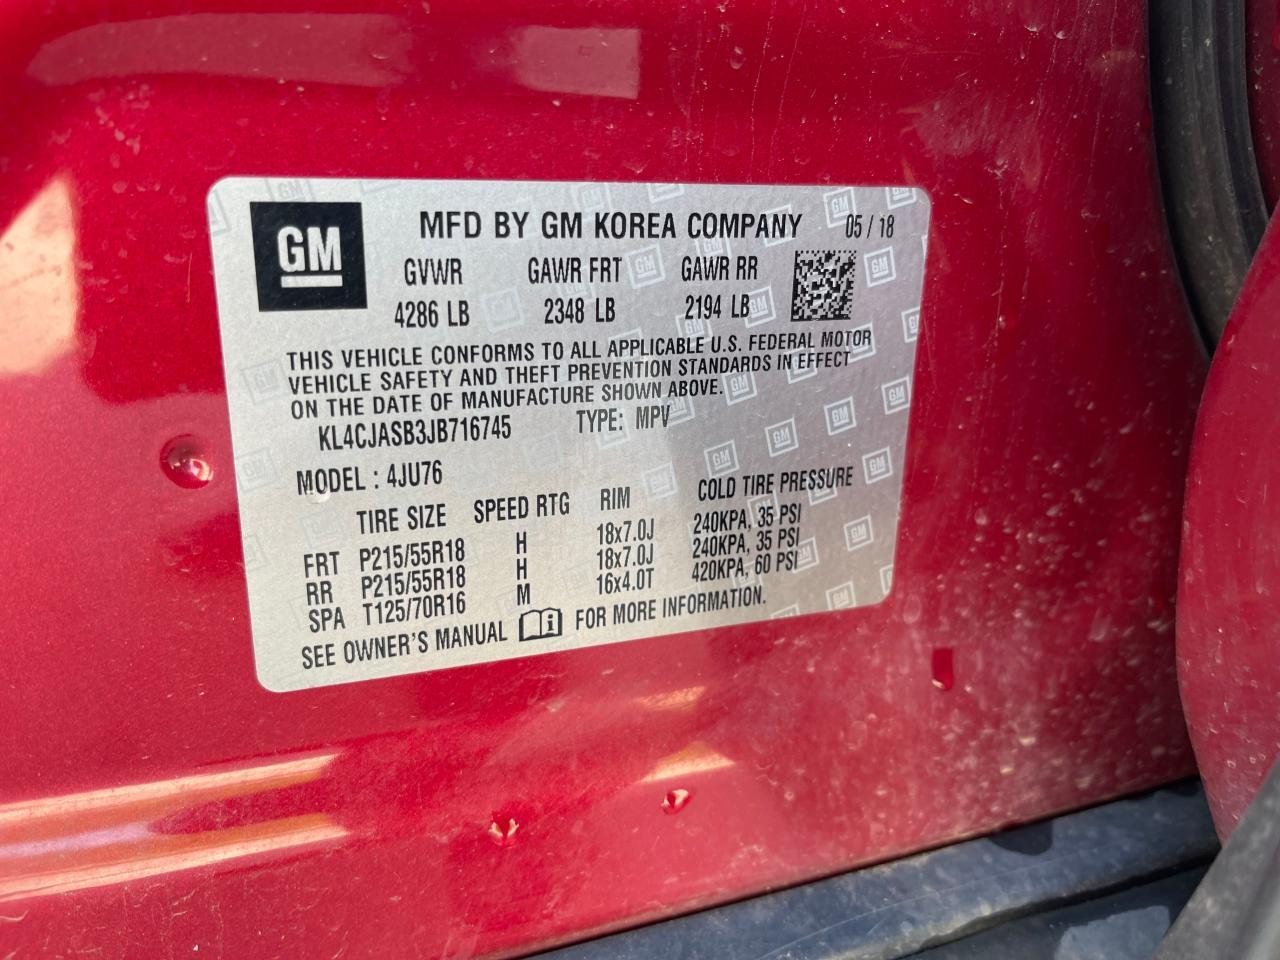 GM
MFD BY GM KOREA COMPANY 05 / 18
GVWR GAWR FRT GAWR RR
4286 LB 2348 LB 2194 LB
THIS VEHICLE CONFORMS TO ALL APPLICABLE U.S. FEDERAL MOTOR
VEHICLE SAFETY AND THEFT PREVENTION STANDARDS IN EFFECT
ON THE DATE OF MANUFACTURE SHOWN ABOVE.
KL4CJASB3JB716745 TYPE: MPV
MODEL : 4JU76
TIRE SIZE SPEED RTG RIM COLD TIRE PRESSURE
FRT P215/55R18 H 18x7.0J 240KPA, 35 PSI
RR P215/55R18 H 18x7.0J 240KPA, 35 PSI
SPA T125/70R16 M 16x4.0T 420KPA, 60 PSI
SEE OWNER'S MANUAL i FOR MORE INFORMATION.